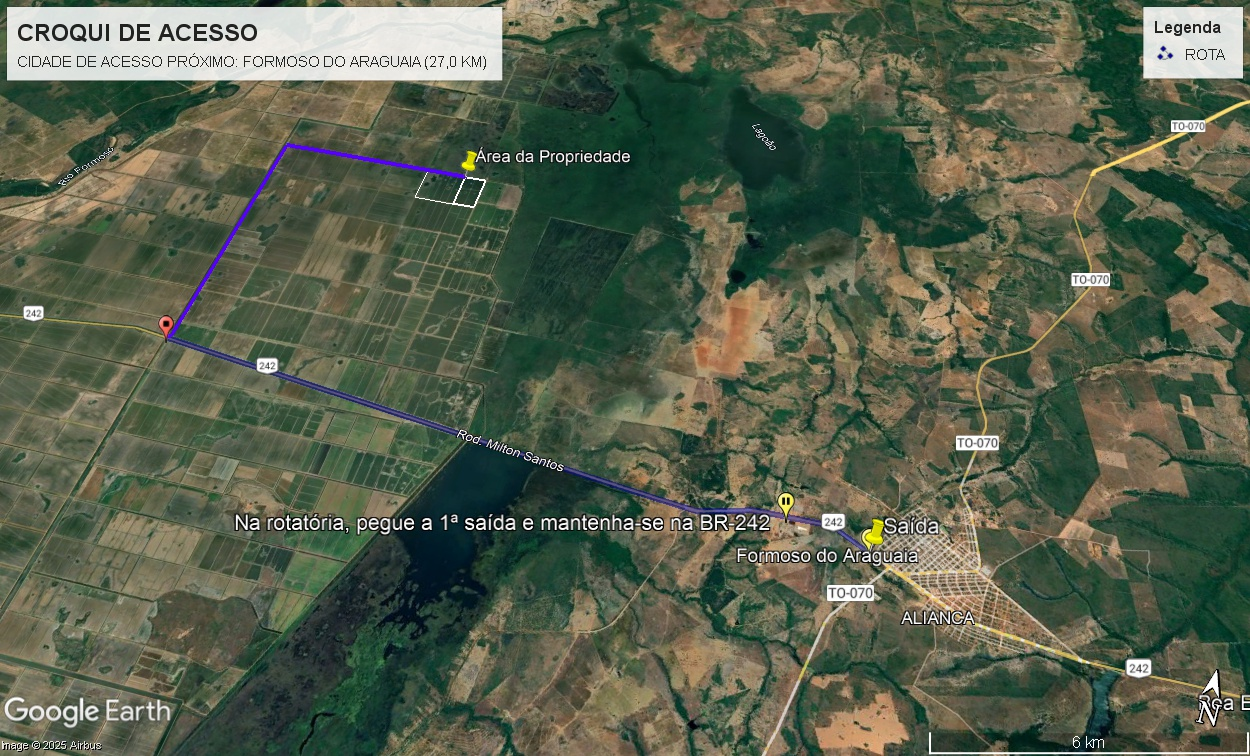 CROQUI DE ACESSO
CIDADE DE ACESSO PRÓXIMO: FORMOSO DO ARAGUAIA (27,0 KM)
Legenda
ROTA
TO-070
Lagoão
Rio Formoso
Área da Propriedade
TO-070
242
242
Rod. Milton Santos
TO-070
Na rotatória, pegue a 1ª saída e mantenha-se na BR-242
242
Saída
Formoso do Araguaia
TO-070
ALIANCA
242
Google Earth
Image © 2025 Airbus
6 km
N